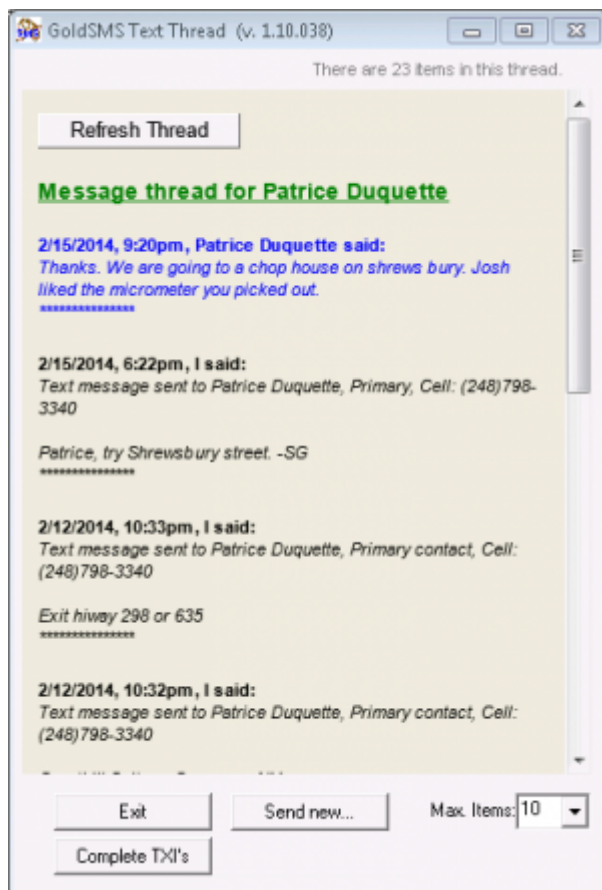 GoldSMS Text Thread (v. 1.10.038)
There are 23 items in this thread.
Refresh Thread
Message thread for Patrice Duquette
2/15/2014, 9:20pm, Patrice Duquette said:
Thanks. We are going to a chop house on shrews bury. Josh
liked the micrometer you picked out.
***************
2/15/2014, 6:22pm, I said:
Text message sent to Patrice Duquette, Primary, Cell: (248)798-
3340
Patrice, try Shrewsbury street. -SG
***************
2/12/2014, 10:33pm, I said:
Text message sent to Patrice Duquette, Primary contact, Cell:
(248)798-3340
Exit hiway 298 or 635
***************
2/12/2014, 10:32pm, I said:
Text message sent to Patrice Duquette, Primary contact, Cell:
(248)798-3340
Exit
Send new...
Max. Items: 10
Complete TXI's